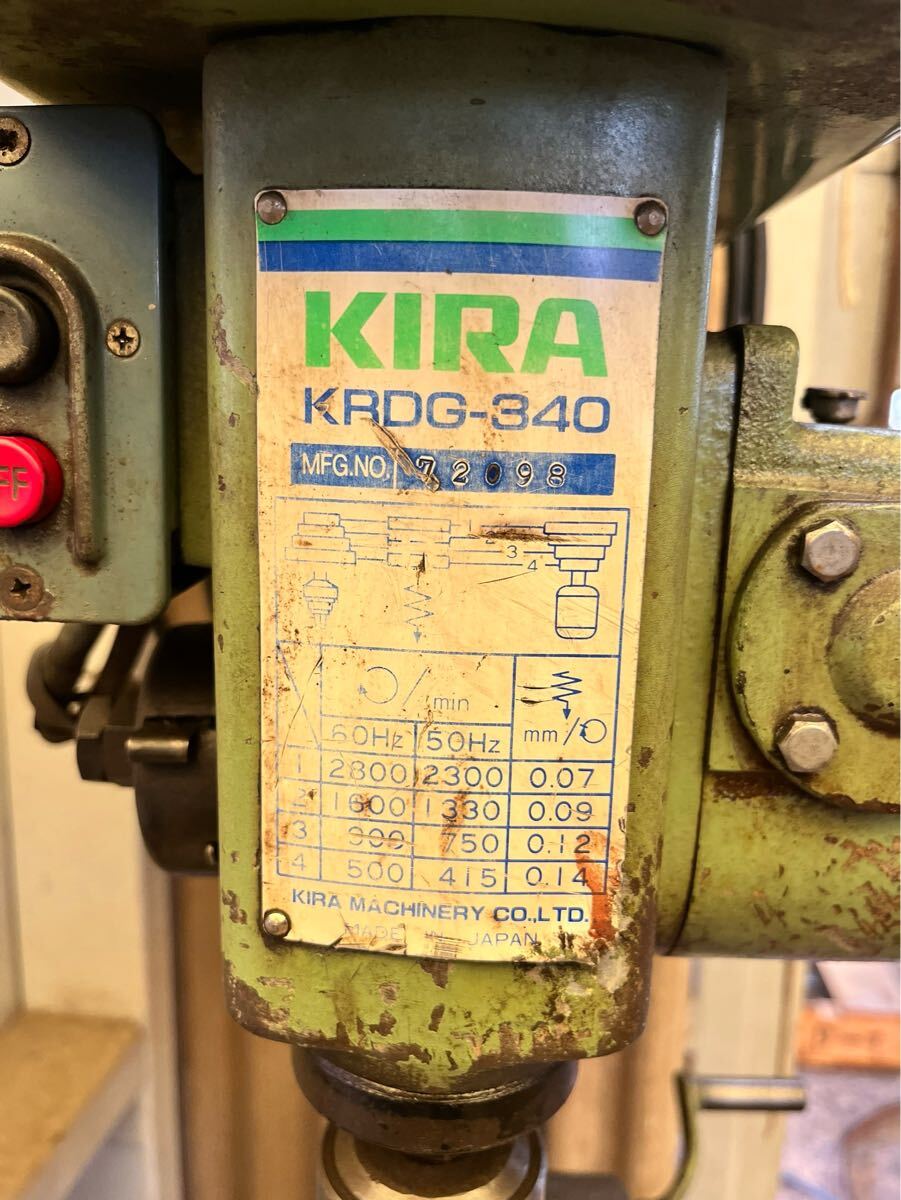 KIRA
KRDG-340
MFG.NO. 72098
3
4
/min
mm/
60Hz 50Hz
1 2800 2300 0.07
2 1600 1330 0.09
3 900 750 0.12
4 500 415 0.14
KIRA MACHINERY CO.,LTD.
MADE IN JAPAN
FF